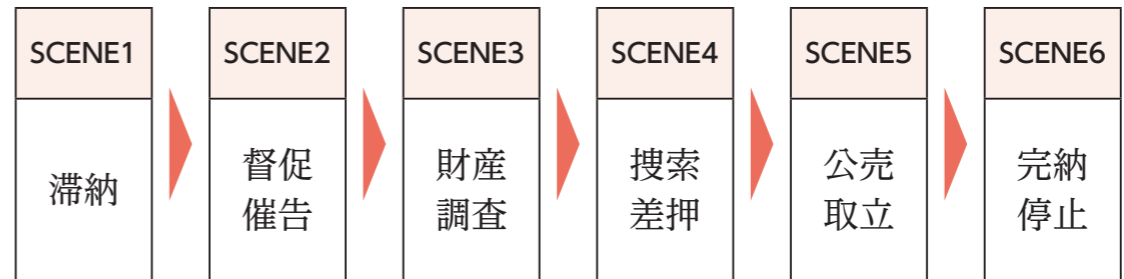 SCENE1
滞納
SCENE2
督促
催告
SCENE3
財産
調査
SCENE4
捜索
差押
SCENE5
公売
取立
SCENE6
完納
停止